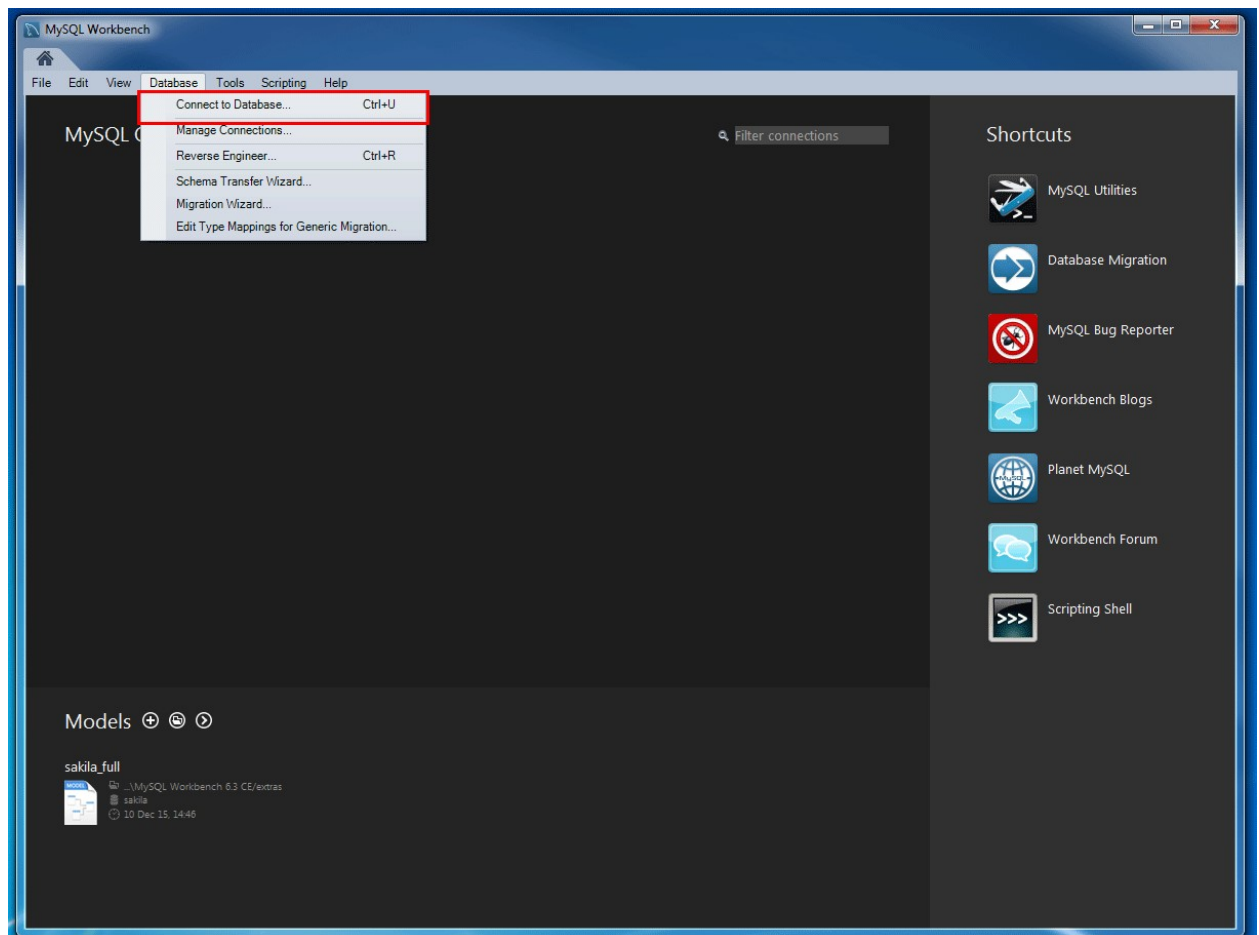 MySQL Workbench
File Edit View Database Tools Scripting Help
Connect to Database... Ctrl+U
Manage Connections...
Reverse Engineer... Ctrl+R
Schema Transfer Wizard...
Migration Wizard...
Edit Type Mappings for Generic Migration...
MySQL
Filter connections
Shortcuts
MySQL Utilities
Database Migration
MySQL Bug Reporter
Workbench Blogs
Planet MySQL
Workbench Forum
Scripting Shell
Models
sakila_full
...\MySQL Workbench 6.3 CE/extras
sakila
10 Dec 15, 14:46